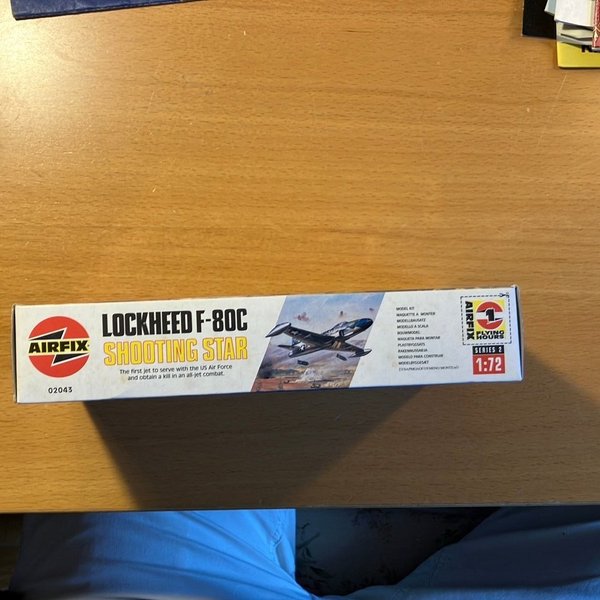 AIRFIX
02043
LOCKHEED F-80C
SHOOTING STAR
The first jet to serve with the US Air Force
and obtain a kill in an all-jet combat.
MODEL KIT
MAQUETTE A MONTER
MODELLBAUSATZ
MODELLO A SCALA
BOUWMODEL
MAQUETA PARA MONTAR
PLASTBYGGSATS
RAKENNUSSARJA
MODELO PARA CONSTRUIR
MODELBYGGESÆT
AIRFIX
1
FLYING
HOURS
SERIES 2
1:72